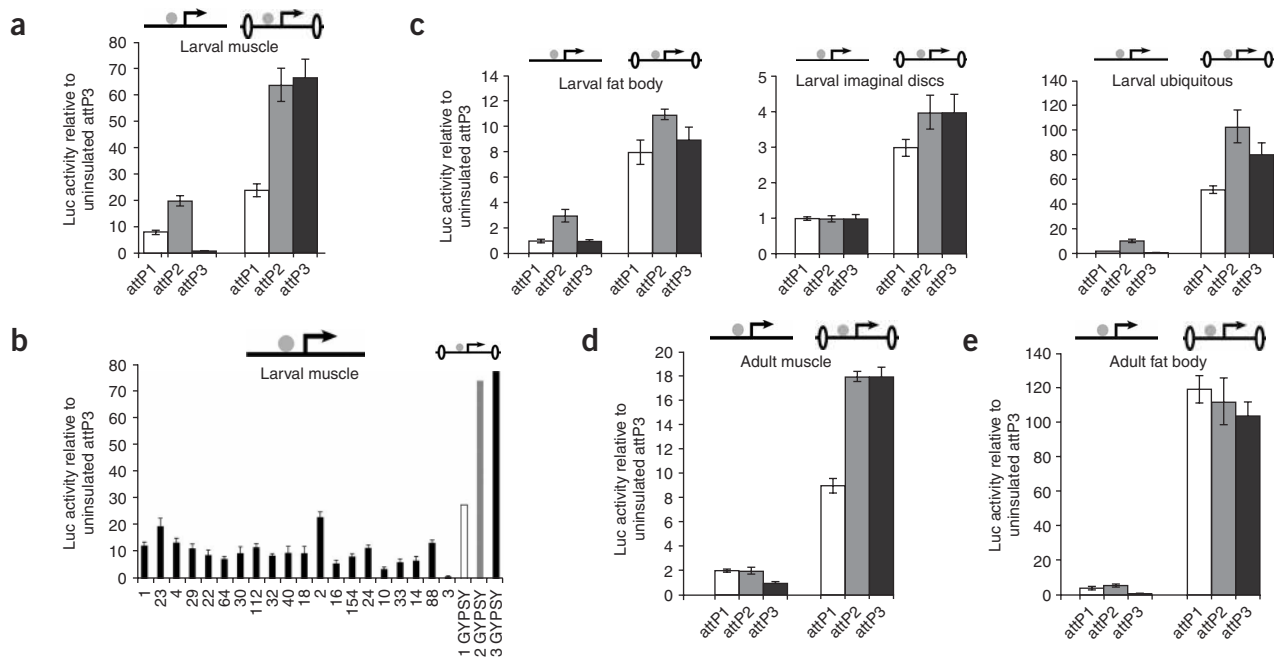 a
Larval muscle
Luc activity relative to
uninsulated attP3
80
70
60
50
40
30
20
10
0
attP1
attP2
attP3
attP1
attP2
attP3
c
Larval fat body
Luc activity relative to
uninsulated attP3
14
12
10
8
6
4
2
0
attP1
attP2
attP3
attP1
attP2
attP3
Larval imaginal discs
5
4
3
2
1
0
attP1
attP2
attP3
attP1
attP2
attP3
Larval ubiquitous
140
120
100
80
60
40
20
0
attP1
attP2
attP3
attP1
attP2
attP3
b
Larval muscle
Luc activity relative to
uninsulated attP3
80
70
60
50
40
30
20
10
0
1
23
4
29
22
64
30
112
32
40
18
2
16
154
24
10
33
14
88
3
1 GYPSY
2 GYPSY
3 GYPSY
d
Adult muscle
Luc activity relative to
uninsulated attP3
20
18
16
14
12
10
8
6
4
2
0
attP1
attP2
attP3
attP1
attP2
attP3
e
Adult fat body
Luc activity relative to
uninsulated attP3
140
120
100
80
60
40
20
0
attP1
attP2
attP3
attP1
attP2
attP3